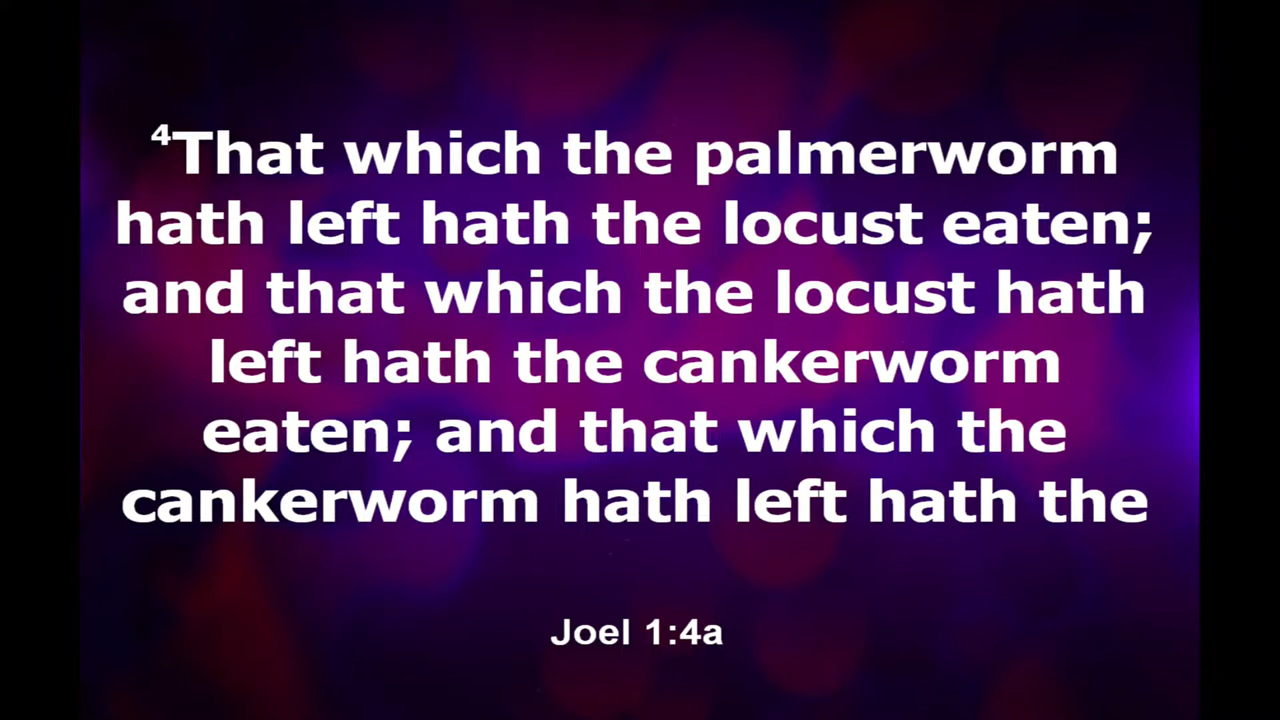 ⁴That which the palmerworm
hath left hath the locust eaten;
and that which the locust hath
left hath the cankerworm
eaten; and that which the
cankerworm hath left hath the
Joel 1:4a